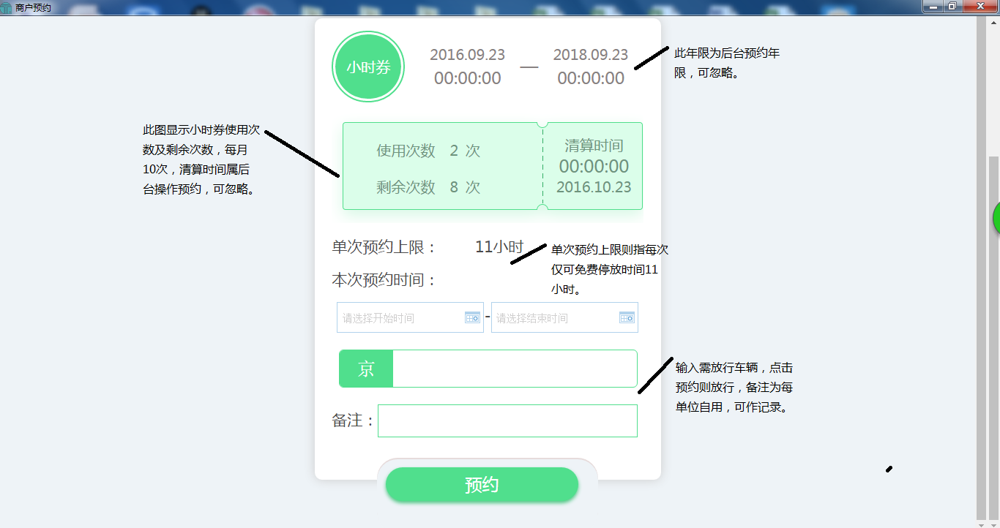 商户预约
小时券
2016.09.23
00:00:00
—
2018.09.23
00:00:00
此年限为后台预约年
限，可忽略。
此图显示小时券使用次
数及剩余次数，每月
10次，清算时间属后
台操作预约，可忽略。
使用次数 2 次
剩余次数 8 次
清算时间
00:00:00
2016.10.23
单次预约上限： 11小时
单次预约上限则指每次
仅可免费停放时间11
小时。
本次预约时间：
请选择开始时间 - 请选择结束时间
京
输入需放行车辆，点击
预约则放行，备注为每
单位自用，可作记录。
备注：
预约